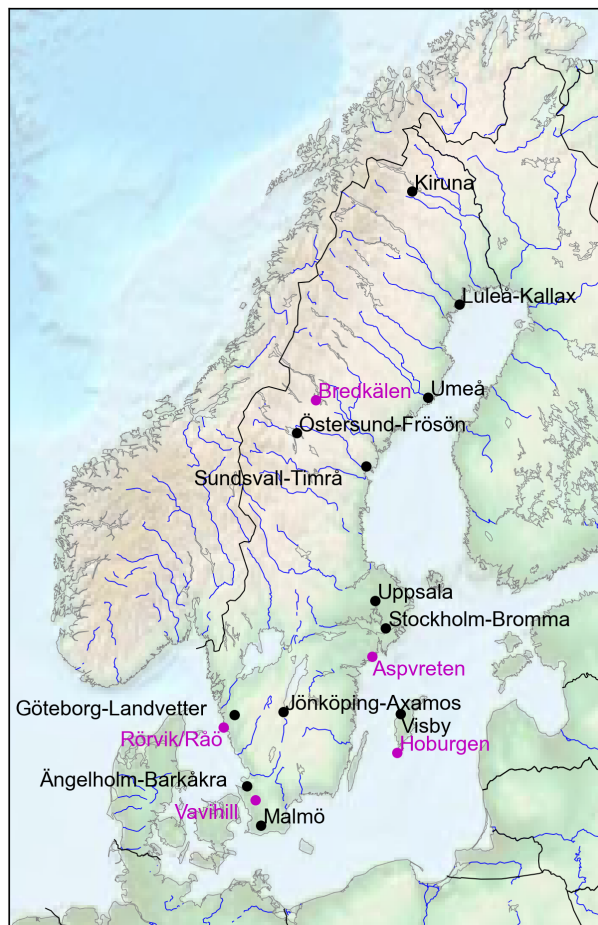 Kiruna
Luleå-Kallax
Bredkälen
Umeå
Östersund-Frösön
Sundsvall-Timrå
Uppsala
Stockholm-Bromma
Aspvreten
Göteborg-Landvetter
Jönköping-Axamos
Visby
Rörvik/Råö
Hoburgen
Ängelholm-Barkåkra
Vavihill
Malmö